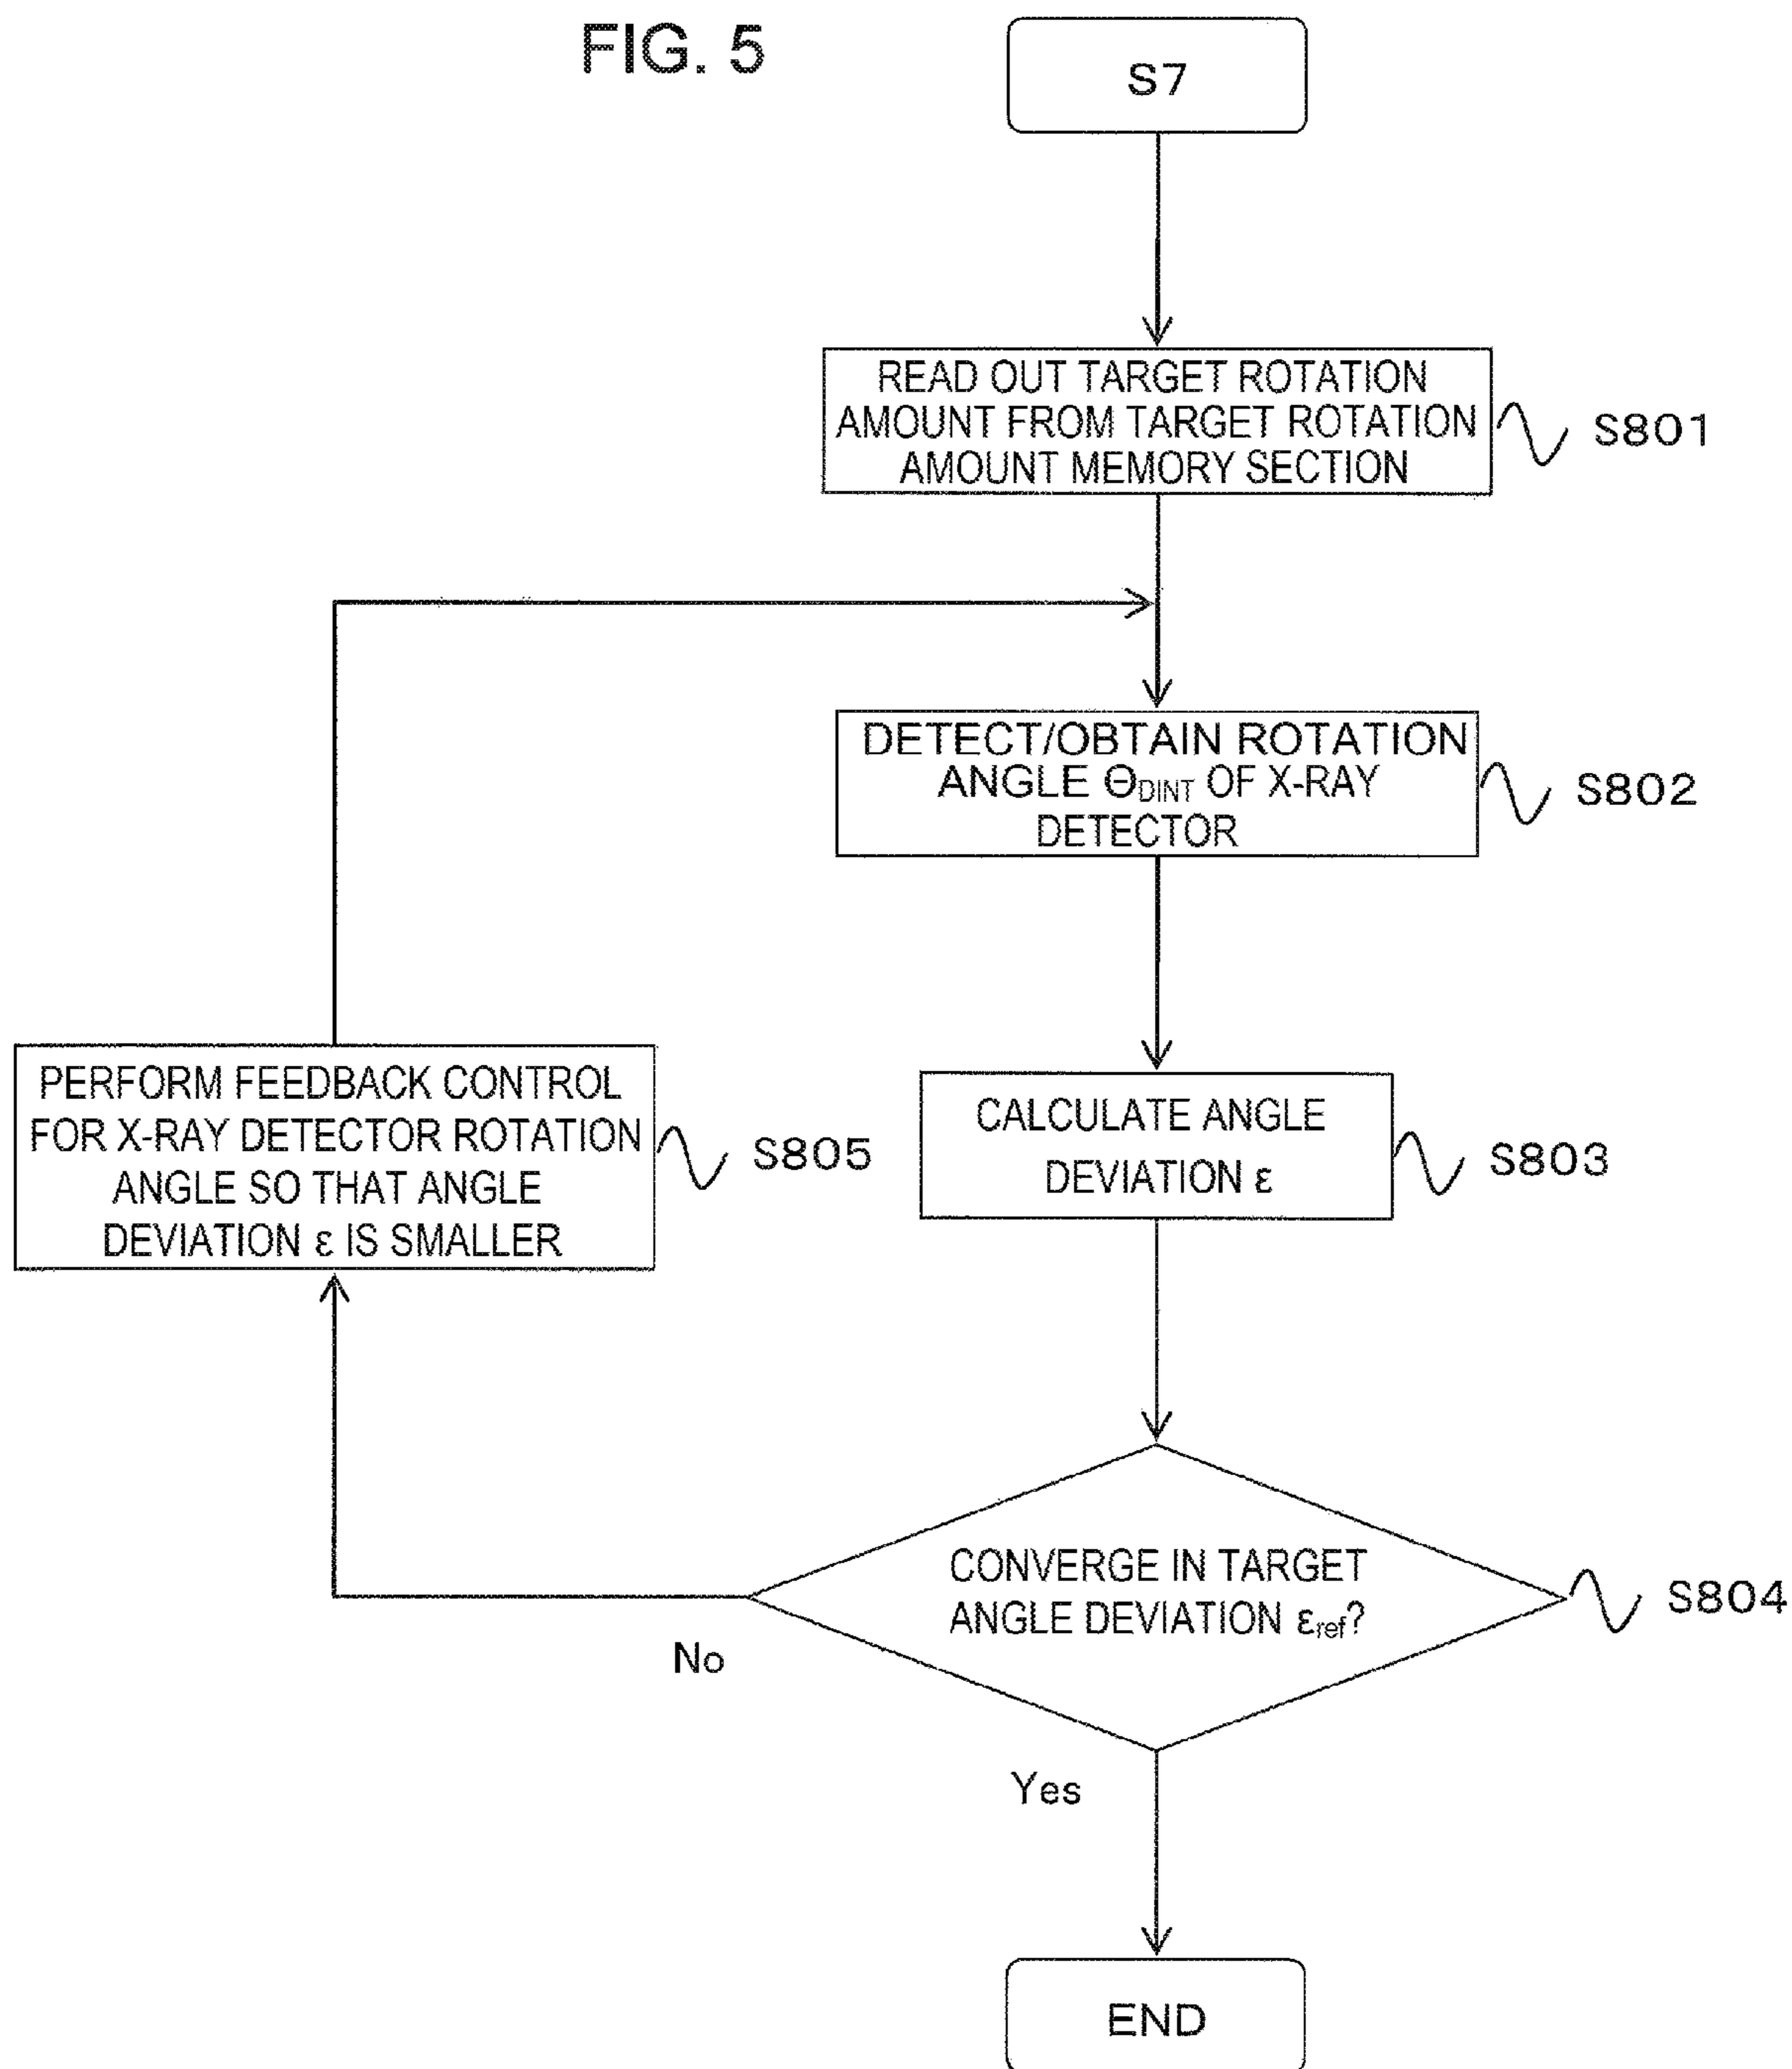 FIG. 5
S7
READ OUT TARGET ROTATION
AMOUNT FROM TARGET ROTATION
AMOUNT MEMORY SECTION
S801
DETECT/OBTAIN ROTATION
ANGLE ΘDINT OF X-RAY
DETECTOR
S802
CALCULATE ANGLE
DEVIATION ε
S803
CONVERGE IN TARGET
ANGLE DEVIATION εref?
S804
No
Yes
PERFORM FEEDBACK CONTROL
FOR X-RAY DETECTOR ROTATION
ANGLE SO THAT ANGLE
DEVIATION ε IS SMALLER
S805
END